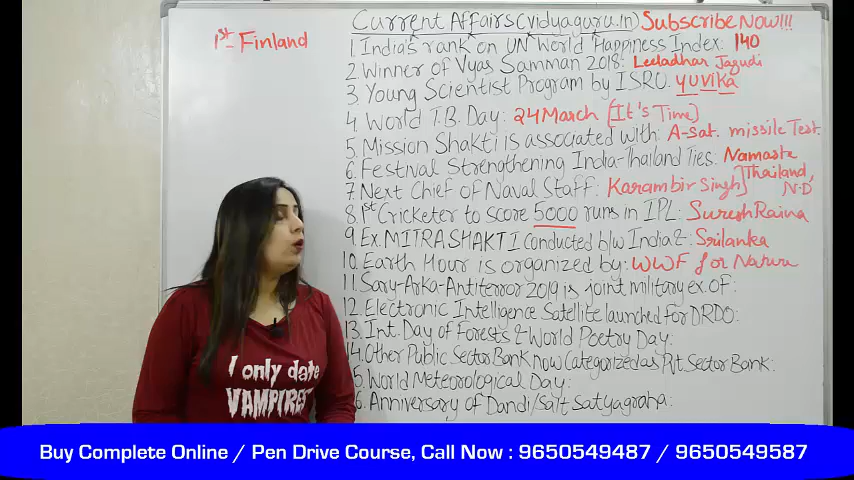 Current Affairs (vidyaguru.in) Subscribe Now!!!
1st - Finland
1. India's rank on UN World Happiness Index: 140
2. Winner of Vyas Samman 2018: Leeladhar Jagudi
3. Young Scientist Program by ISRO. YUVIKA
4. World T.B. Day: 24 March (It's Time)
5. Mission Shakti is associated with: A-sat. missile Test.
6. Festival Strengthening India-Thailand Ties: Namaste Thailand, N.D
7. Next Chief of Naval Staff: Karambir Singh
8. 1st Cricketer to score 5000 runs in IPL: Suresh Raina
9. Ex. MITRA SHAKTI conducted b/w India &: Srilanka
10. Earth Hour is organized by: WWF for Nature
11. Sary-Arka-Antiterror 2019 is joint military ex. of:
12. Electronic Intelligence Satellite launched for DRDO:
13. Int. Day of Forests & World Poetry Day:
14. Other Public Sector Bank now Categorized as Pvt. Sector Bank:
5. World Meteorological Day:
6. Anniversary of Dandi/Salt Satyagraha:
I only date
VAMPIRES
Buy Complete Online / Pen Drive Course, Call Now : 9650549487 / 9650549587